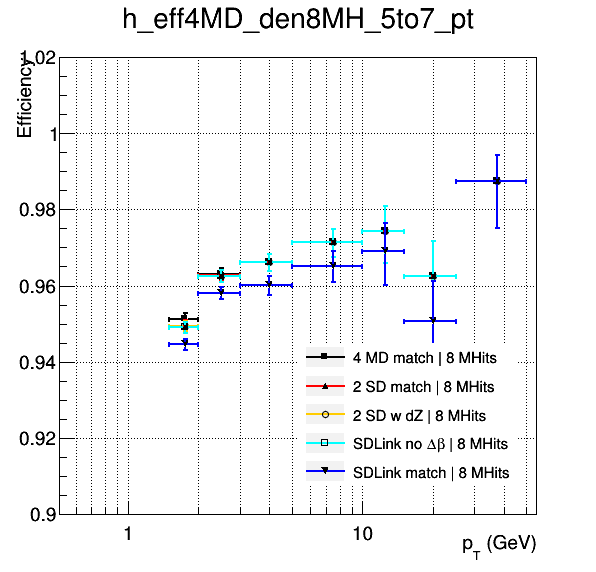 h_eff4MD_den8MH_5to7_pt
Efficiency
1.02
1
0.98
0.96
0.94
0.92
0.9
4 MD match | 8 MHits
2 SD match | 8 MHits
2 SD w dZ | 8 MHits
SDLink no Δβ | 8 MHits
SDLink match | 8 MHits
1
10
p_T (GeV)